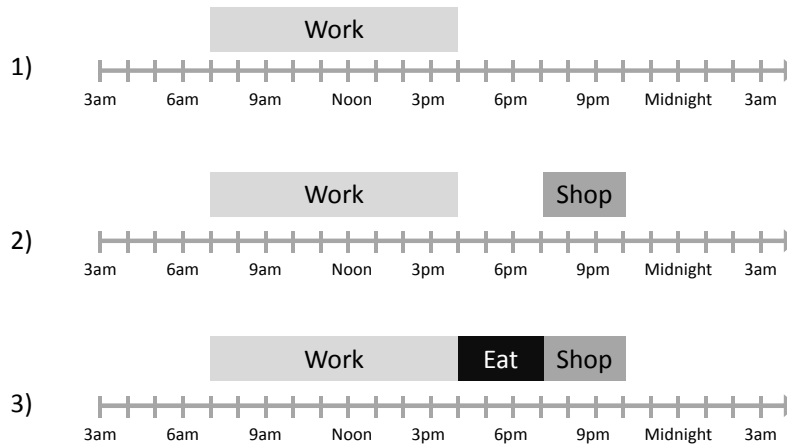 Work
1)
3am 6am 9am Noon 3pm 6pm 9pm Midnight 3am
Work Shop
2)
3am 6am 9am Noon 3pm 6pm 9pm Midnight 3am
Work Eat Shop
3)
3am 6am 9am Noon 3pm 6pm 9pm Midnight 3am